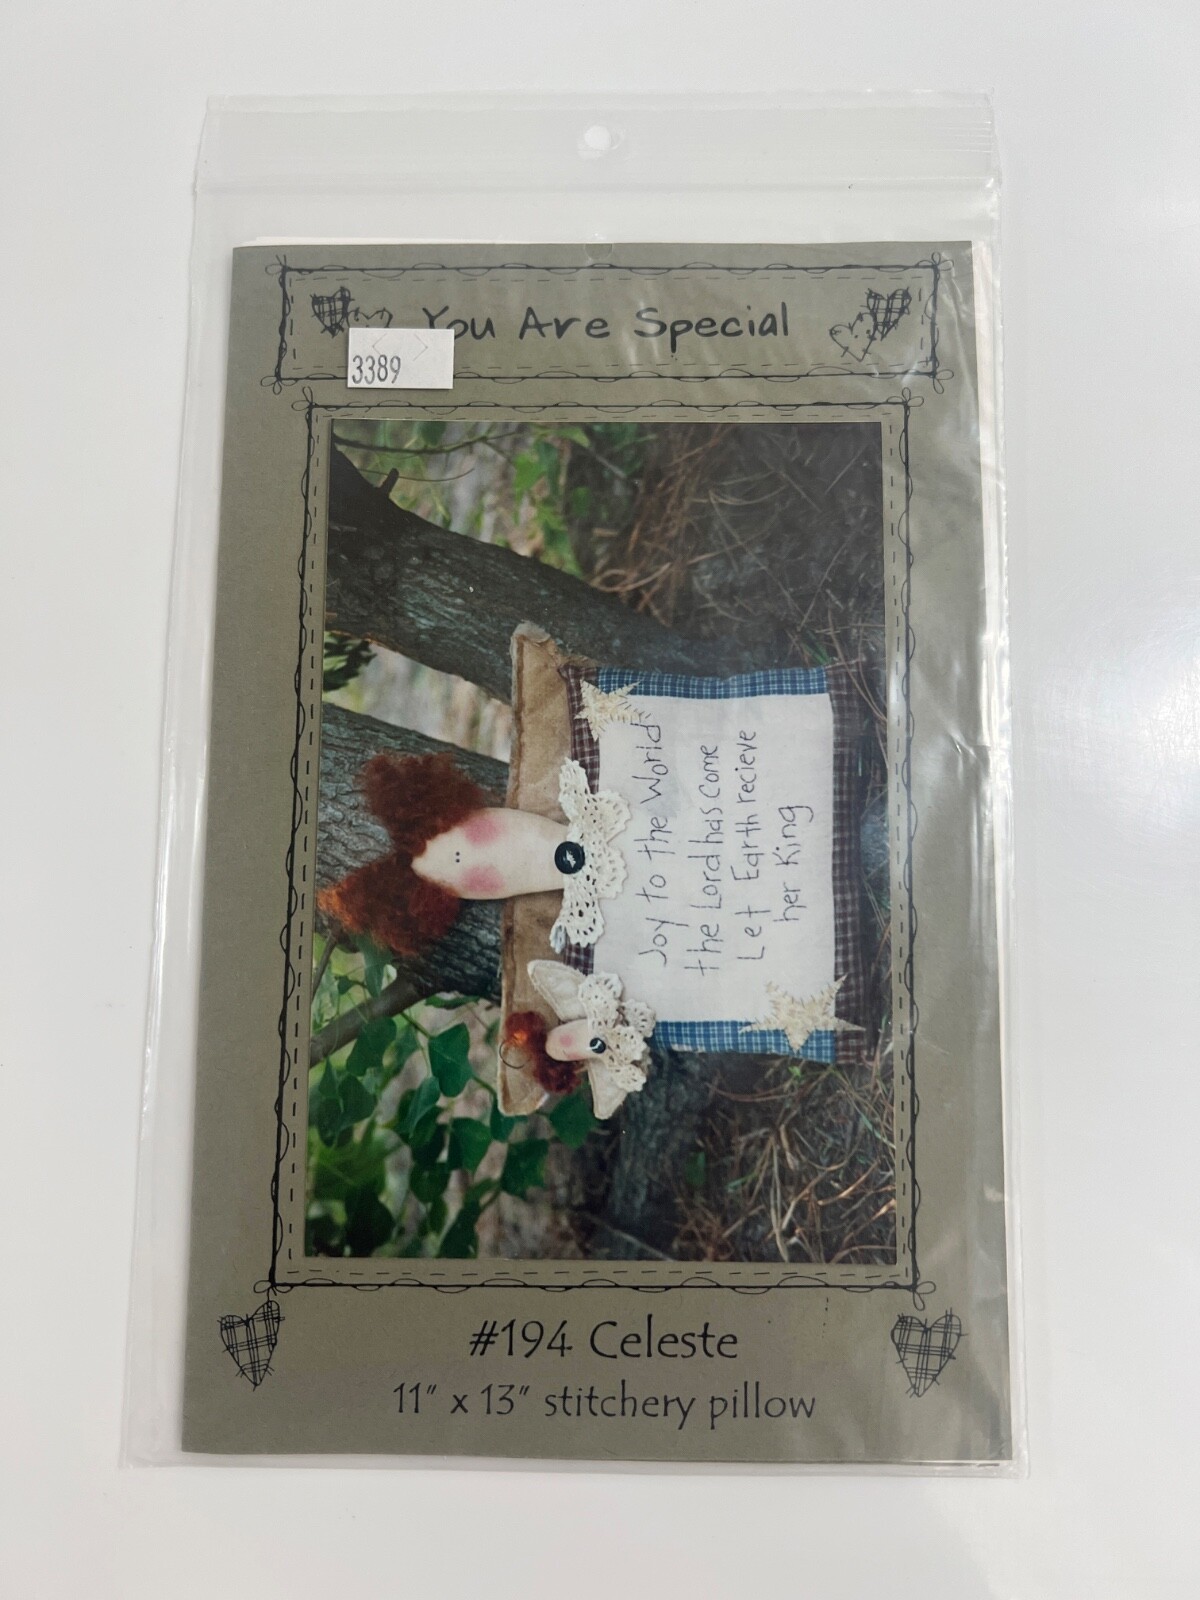 You Are Special
3389
Joy to the World
the Lord has come
Let Earth recieve
her King
#194 Celeste
11" x 13" stitchery pillow